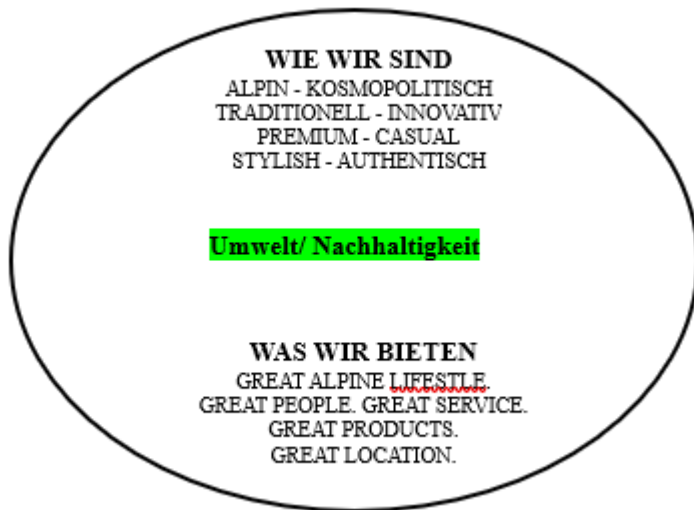 WIE WIR SIND
ALPIN - KOSMOPOLITISCH
TRADITIONELL - INNOVATIV
PREMIUM - CASUAL
STYLISH - AUTHENTISCH
Umwelt/ Nachhaltigkeit
WAS WIR BIETEN
GREAT ALPINE LIFESTLE.
GREAT PEOPLE. GREAT SERVICE.
GREAT PRODUCTS.
GREAT LOCATION.